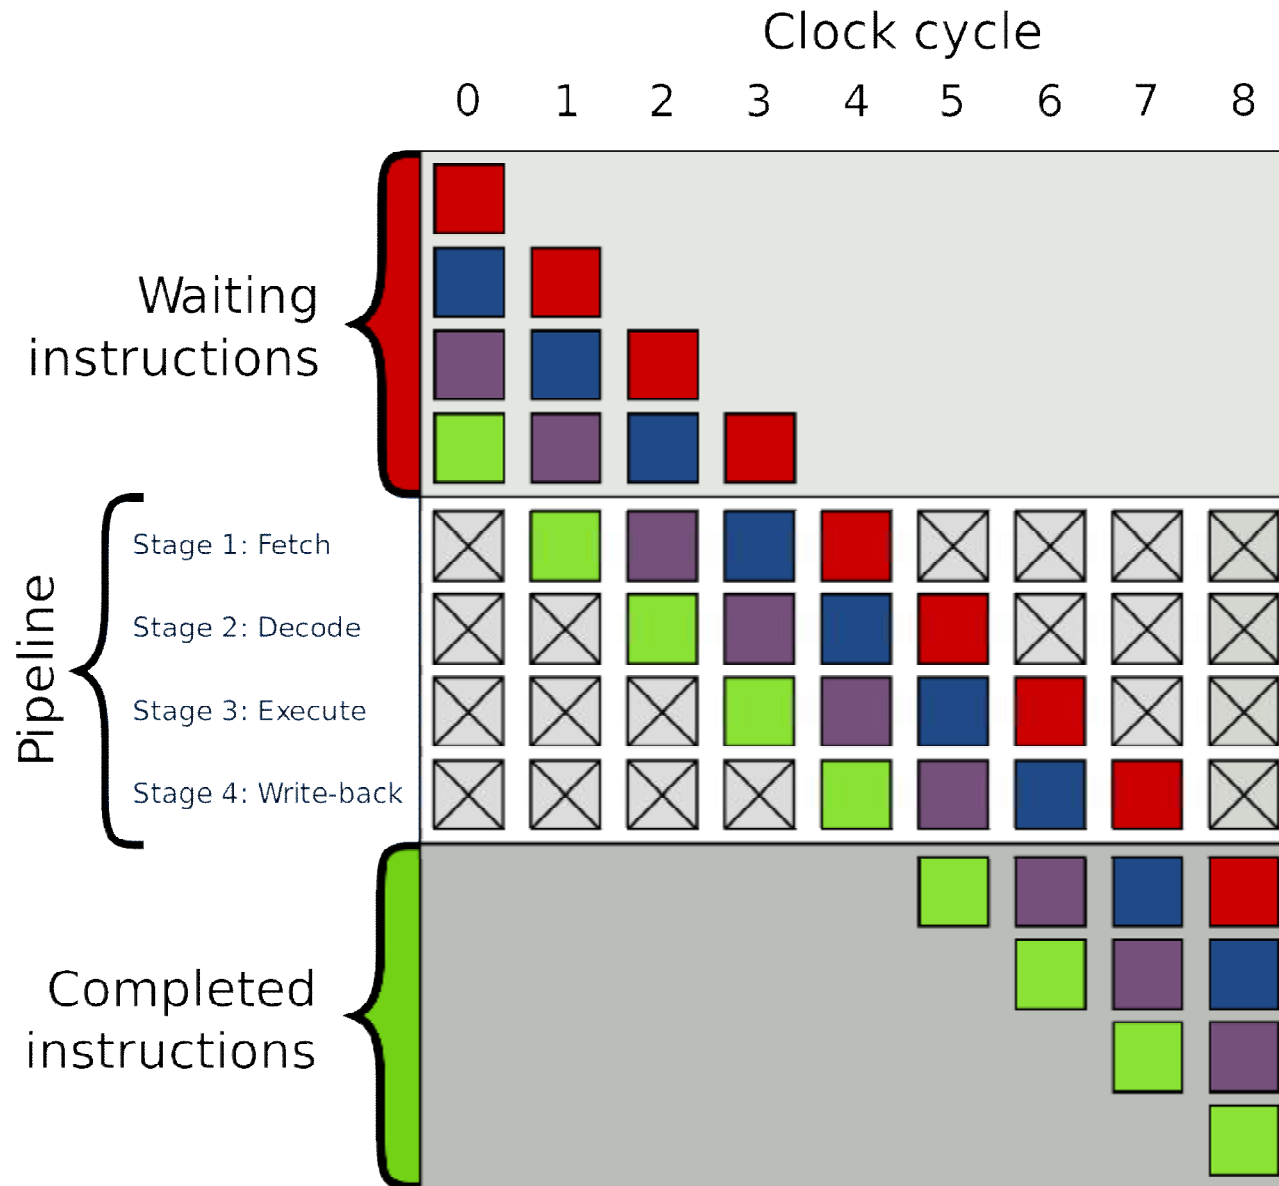 Clock cycle
0 1 2 3 4 5 6 7 8
Waiting
instructions
Pipeline
Stage 1: Fetch
Stage 2: Decode
Stage 3: Execute
Stage 4: Write-back
Completed
instructions